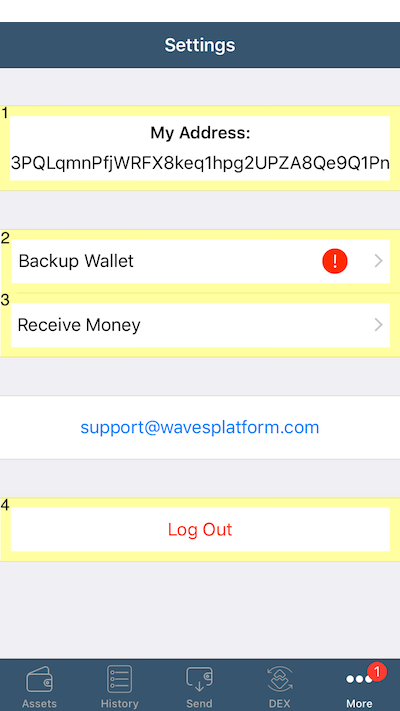 Settings
1
My Address:
3PQLqmnPfjWRFX8keq1hpg2UPZA8Qe9Q1Pn
2
Backup Wallet !
3
Receive Money
support@wavesplatform.com
4
Log Out
1
Assets History Send DEX More